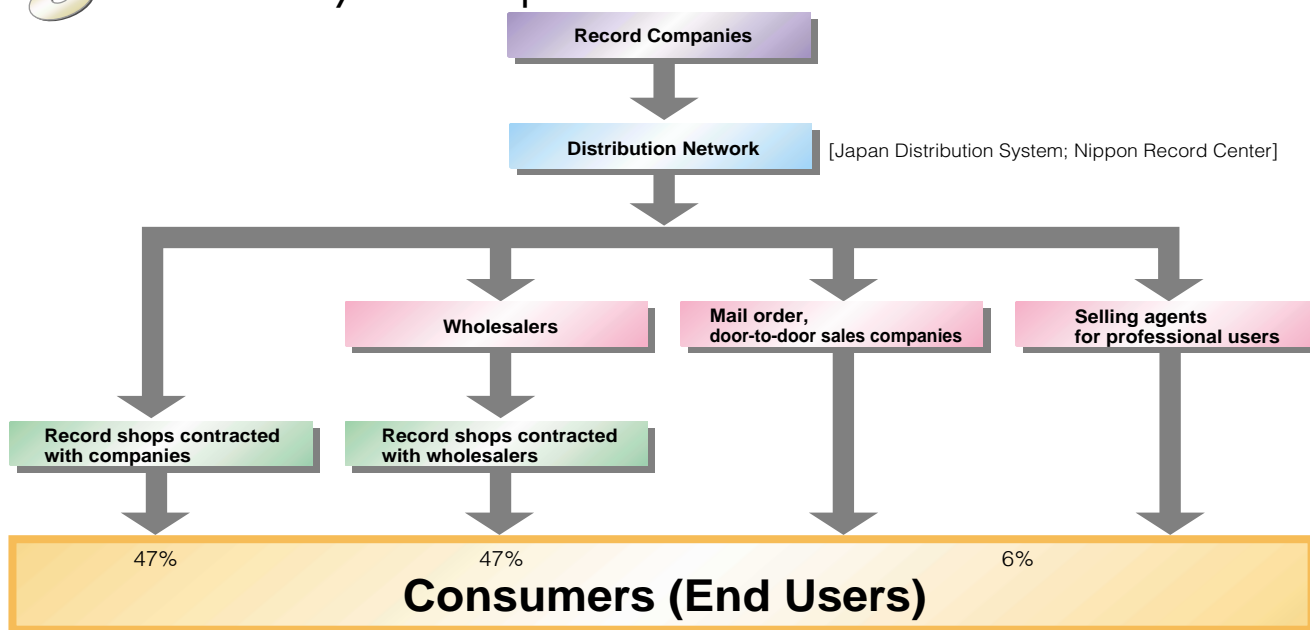 Record Companies
Distribution Network
[Japan Distribution System; Nippon Record Center]
Wholesalers
Mail order,
door-to-door sales companies
Selling agents
for professional users
Record shops contracted
with companies
Record shops contracted
with wholesalers
47%
47%
6%
Consumers (End Users)